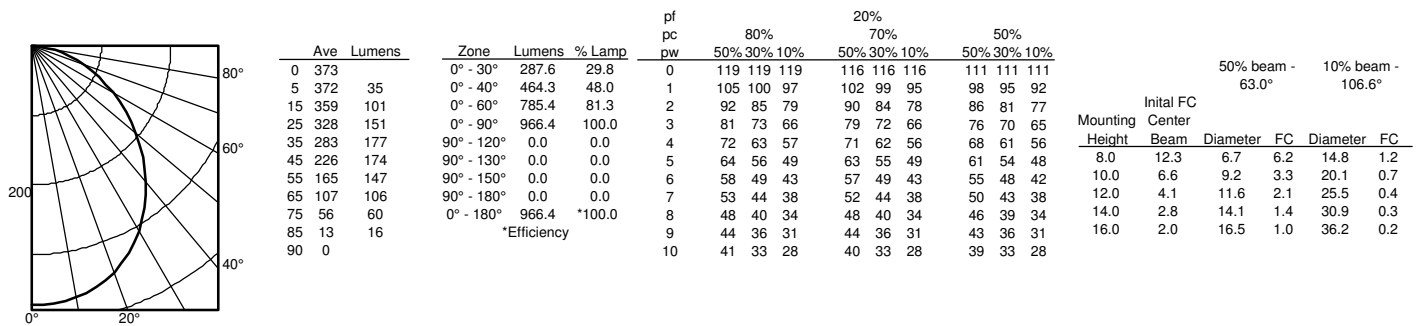 80°
60°
40°
200
0° 20°
Ave Lumens
0 373
5 372 35
15 359 101
25 328 151
35 283 177
45 226 174
55 165 147
65 107 106
75 56 60
85 13 16
90 0
Zone Lumens % Lamp
0° - 30° 287.6 29.8
0° - 40° 464.3 48.0
0° - 60° 785.4 81.3
0° - 90° 966.4 100.0
90° - 120° 0.0 0.0
90° - 130° 0.0 0.0
90° - 150° 0.0 0.0
90° - 180° 0.0 0.0
0° - 180° 966.4 *100.0
*Efficiency
pf 20%
pc 80% 70% 50%
pw 50% 30% 10% 50% 30% 10% 50% 30% 10%
0 119 119 119 116 116 116 111 111 111
1 105 100 97 102 99 95 98 95 92
2 92 85 79 90 84 78 86 81 77
3 81 73 66 79 72 66 76 70 65
4 72 63 57 71 62 56 68 61 56
5 64 56 49 63 55 49 61 54 48
6 58 49 43 57 49 43 55 48 42
7 53 44 38 52 44 38 50 43 38
8 48 40 34 48 40 34 46 39 34
9 44 36 31 44 36 31 43 36 31
10 41 33 28 40 33 28 39 33 28
50% beam - 10% beam -
63.0° 106.6°
Inital FC
Mounting Center
Height Beam Diameter FC Diameter FC
8.0 12.3 6.7 6.2 14.8 1.2
10.0 6.6 9.2 3.3 20.1 0.7
12.0 4.1 11.6 2.1 25.5 0.4
14.0 2.8 14.1 1.4 30.9 0.3
16.0 2.0 16.5 1.0 36.2 0.2